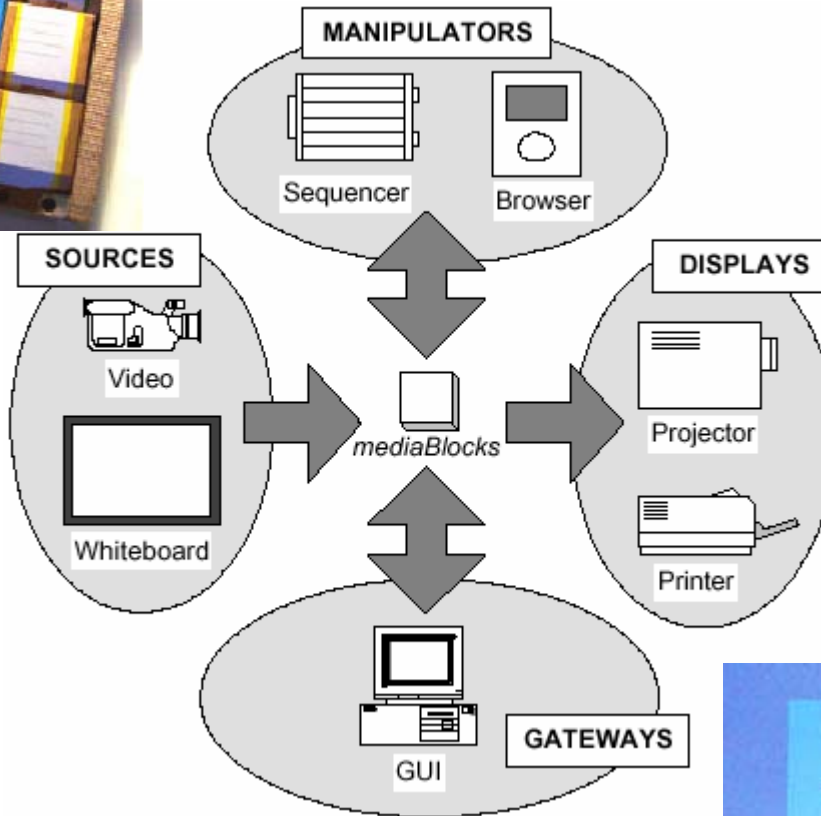 MANIPULATORS
Sequencer
Browser
SOURCES
Video
Whiteboard
mediaBlocks
DISPLAYS
Projector
Printer
GUI
GATEWAYS